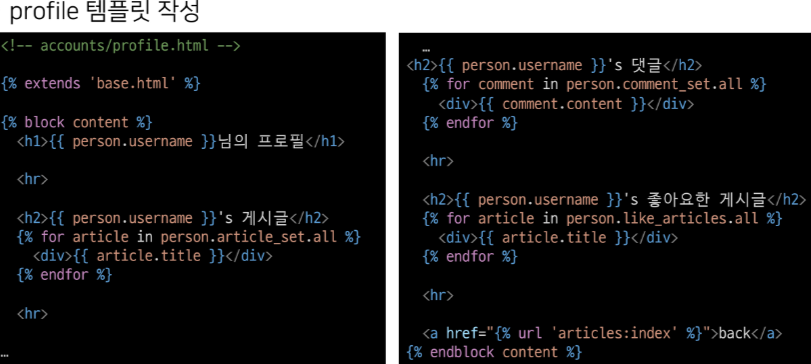 profile 템플릿 작성
<!-- accounts/profile.html -->
{% extends 'base.html' %}
{% block content %}
<h1>{{ person.username }}님의 프로필</h1>
<hr>
<h2>{{ person.username }}'s 게시글</h2>
{% for article in person.article_set.all %}
<div>{{ article.title }}</div>
{% endfor %}
<hr>
…
…
<h2>{{ person.username }}'s 댓글</h2>
{% for comment in person.comment_set.all %}
<div>{{ comment.content }}</div>
{% endfor %}
<hr>
<h2>{{ person.username }}'s 좋아요한 게시글</h2>
{% for article in person.like_articles.all %}
<div>{{ article.title }}</div>
{% endfor %}
<hr>
<a href="{% url 'articles:index' %}">back</a>
{% endblock content %}